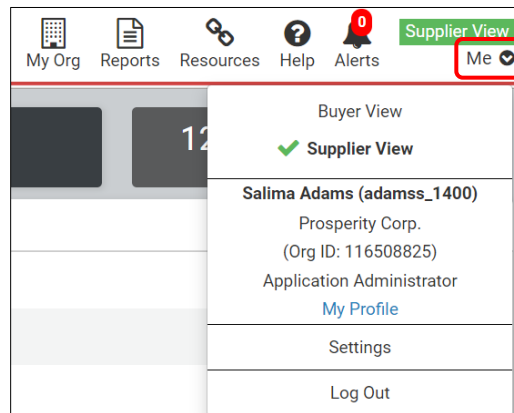 My Org Reports Resources Help Alerts
0
Supplier View
Me
12
Buyer View
Supplier View
Salima Adams (adamss_1400)
Prosperity Corp.
(Org ID: 116508825)
Application Administrator
My Profile
Settings
Log Out